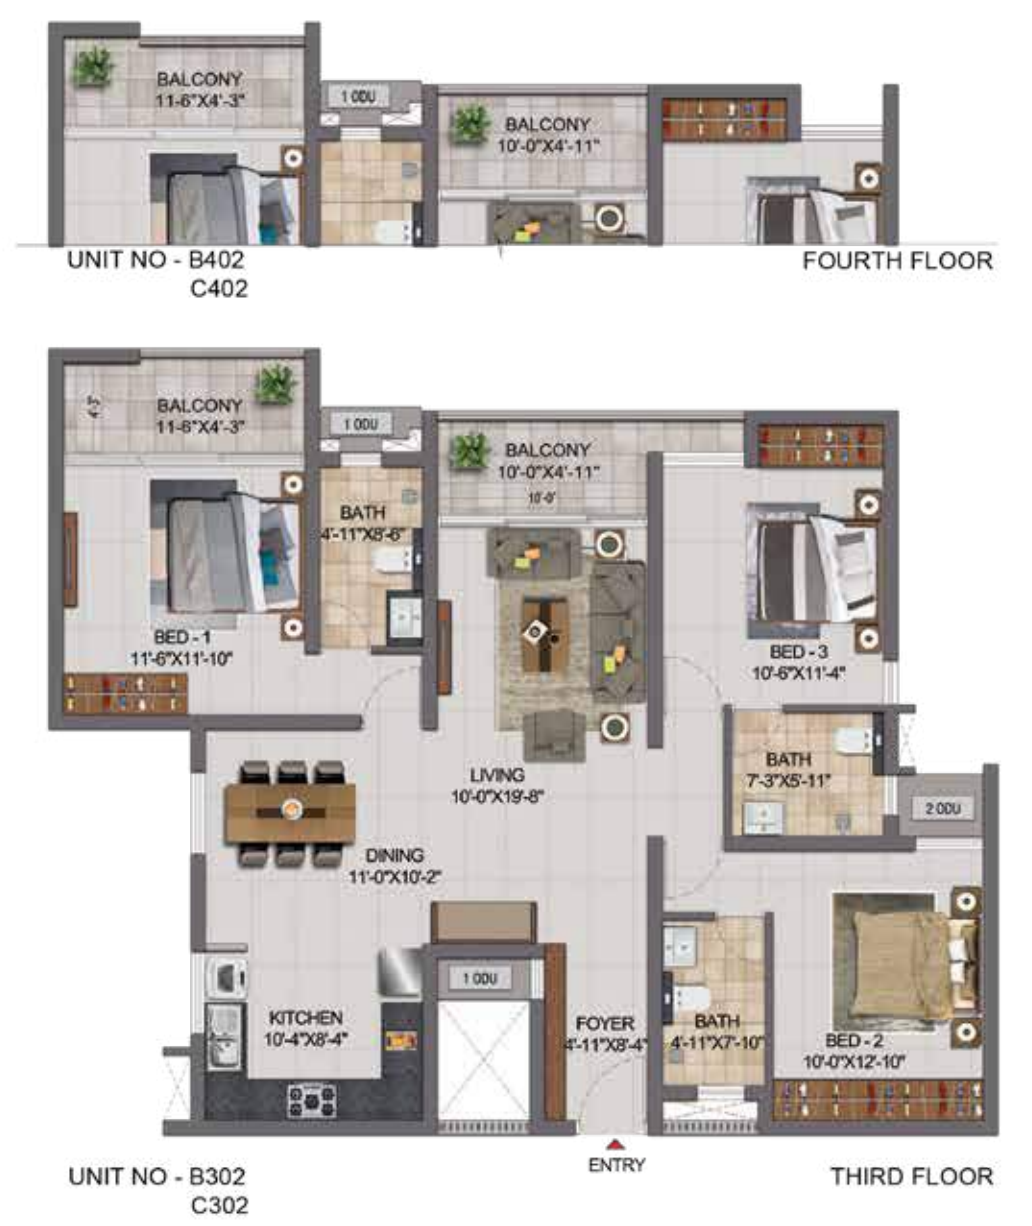 BALCONY
11-6"X4'-3"
1 ODU
BALCONY
10'-0"X4'-11"
UNIT NO - B402
C402
FOURTH FLOOR
BALCONY
11-6"X4'-3"
4'-3"
1 ODU
BALCONY
10'-0"X4'-11"
10'-0'
BATH
4'-11"X8'-6"
BED - 1
11'-6"X11'-10"
BED - 3
10'-6"X11'-4"
LIVING
10'-0"X19'-8"
BATH
7'-3"X5'-11"
2 ODU
DINING
11'-0"X10'-2"
1 ODU
KITCHEN
10'-4"X8'-4"
FOYER
4'-11"X8'-4"
BATH
4'-11"X7'-10"
BED - 2
10'-0"X12'-10"
ENTRY
UNIT NO - B302
C302
THIRD FLOOR